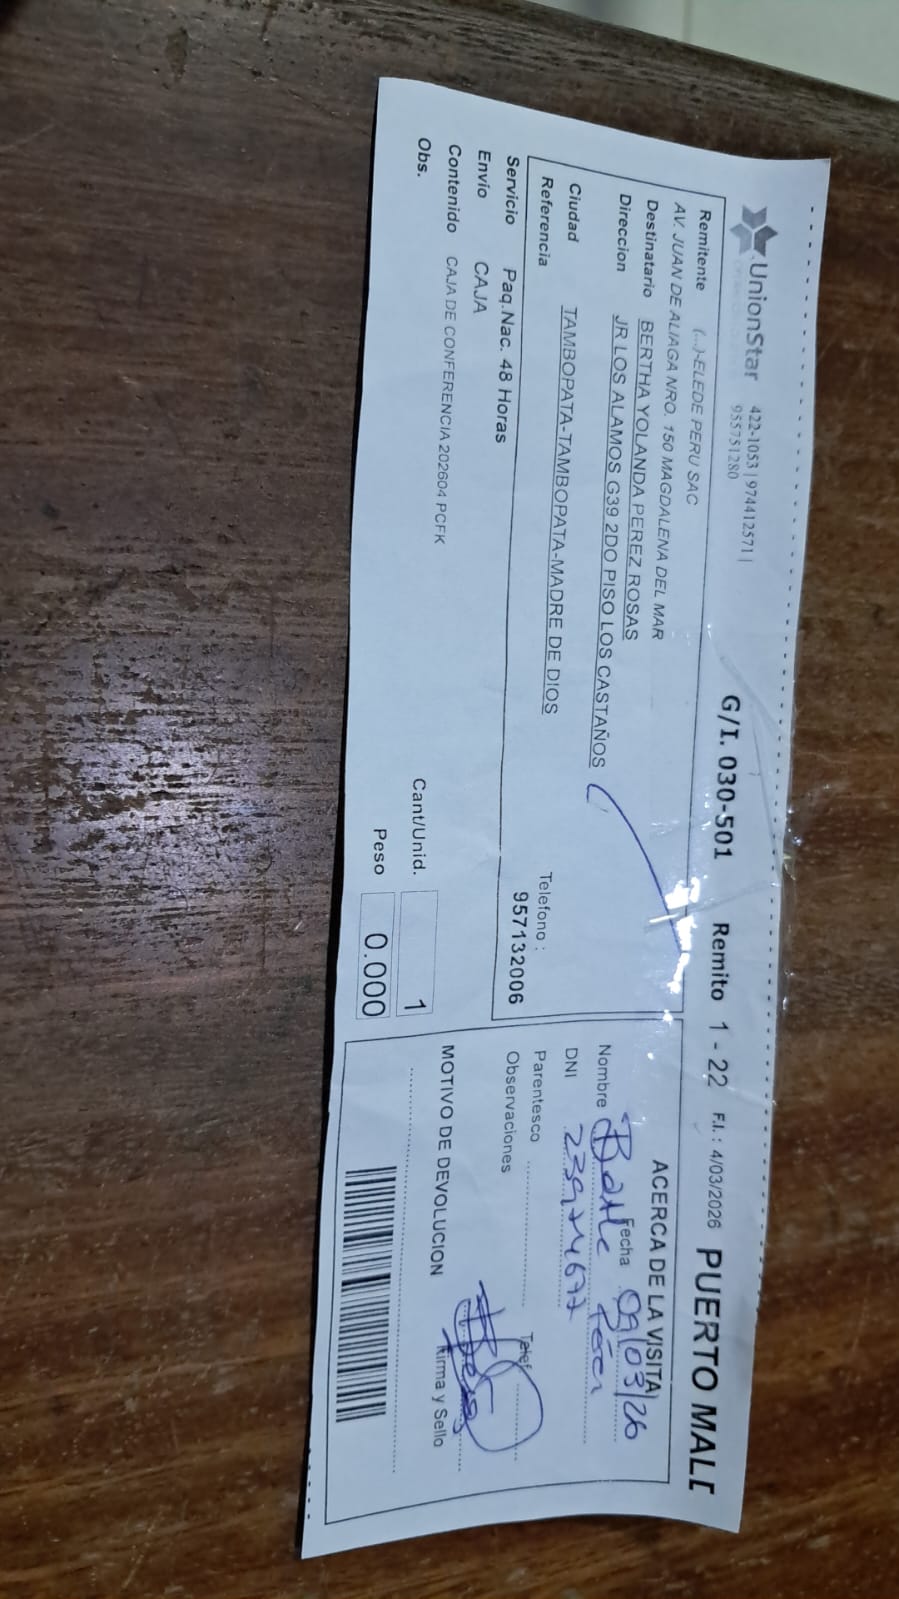 UnionStar
422-1053 | 974412571 |
955751280
G/I. 030-501 Remito 1 - 22 F.I.: 4/03/2026 PUERTO MALD
Remitente (...)-ELEDE PERU SAC
AV. JUAN DE ALIAGA NRO. 150 MAGDALENA DEL MAR
Destinatario BERTHA YOLANDA PEREZ ROSAS
Direccion JR LOS ALAMOS G39 2DO PISO LOS CASTAÑOS
Ciudad TAMBOPATA-TAMBOPATA-MADRE DE DIOS
Referencia
Telefono :
957132006
Servicio Paq.Nac. 48 Horas
Envío CAJA
Contenido CAJA DE CONFERENCIA 202604 PCFK
Obs.
Cant/Unid. 1
Peso 0.000
ACERCA DE LA VISITA
Fecha 09/03/26
Nombre
DNI
Parentesco Telef
Observaciones
MOTIVO DE DEVOLUCION
Firma y Sello